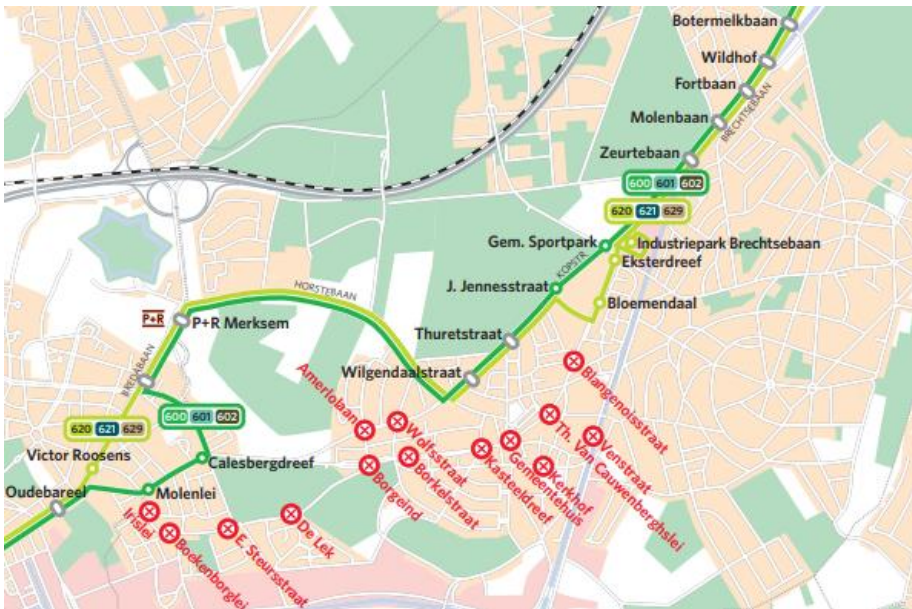 Botermelkbaan
Wildhof
Fortbaan
Molenbaan
BRECHTSEBAAN
Zeurtebaan
600 601 602
620 621 629
Gem. Sportpark
Industriepark Brechtsebaan
Eksterdreef
KOPSTR.
J. Jennesstraat
Bloemendaal
HORSTEBAAN
P+R
P+R Merksem
Thuretstraat
BREDABAAN
Wilgendaalstraat
Blangenoisstraat
Amerlolaan
Wolfsstraat
Th. Van Cauwenberghslei
Venstraat
600 601 602
620 621 629
Victor Roosens
Calesbergdreef
Borgeind
Borkelstraat
Kasteeldreef
Gemeentehuis
Kerkhof
Oudebareel
Molenlei
Irislei
Boekenborglei
E. Steursstraat
De Lek